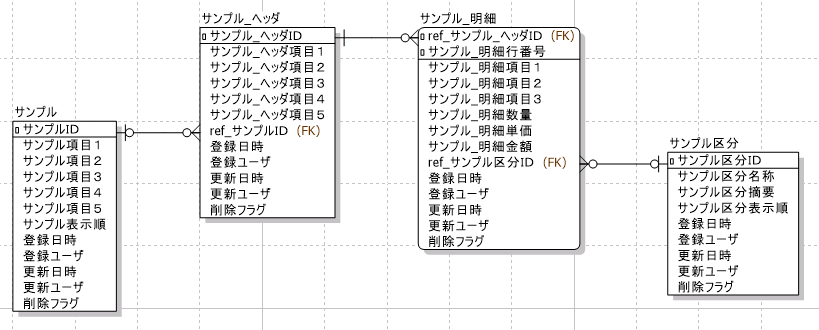 サンプル
サンプルID
サンプル項目1
サンプル項目2
サンプル項目3
サンプル項目4
サンプル項目5
サンプル表示順
登録日時
登録ユーザ
更新日時
更新ユーザ
削除フラグ
サンプル_ヘッダ
サンプル_ヘッダID
サンプル_ヘッダ項目1
サンプル_ヘッダ項目2
サンプル_ヘッダ項目3
サンプル_ヘッダ項目4
サンプル_ヘッダ項目5
ref_サンプルID (FK)
登録日時
登録ユーザ
更新日時
更新ユーザ
削除フラグ
サンプル_明細
ref_サンプル_ヘッダID (FK)
サンプル_明細行番号
サンプル_明細項目1
サンプル_明細項目2
サンプル_明細項目3
サンプル_明細数量
サンプル_明細単価
サンプル_明細金額
ref_サンプル区分ID (FK)
登録日時
登録ユーザ
更新日時
更新ユーザ
削除フラグ
サンプル区分
サンプル区分ID
サンプル区分名称
サンプル区分摘要
サンプル区分表示順
登録日時
登録ユーザ
更新日時
更新ユーザ
削除フラグ